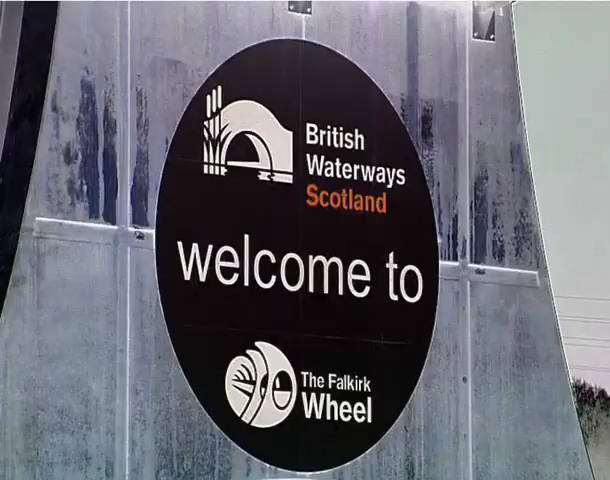 British
Waterways
Scotland
welcome to
The Falkirk
Wheel